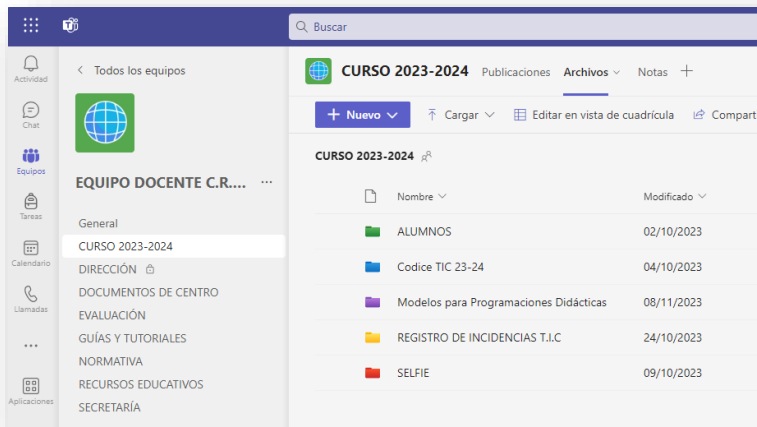 Buscar
Actividad
Chat
Equipos
Tareas
Calendario
Llamadas
Aplicaciones
Todos los equipos
EQUIPO DOCENTE C.R....
General
CURSO 2023-2024
DIRECCIÓN
DOCUMENTOS DE CENTRO
EVALUACIÓN
GUÍAS Y TUTORIALES
NORMATIVA
RECURSOS EDUCATIVOS
SECRETARÍA
CURSO 2023-2024 Publicaciones Archivos Notas
Nuevo Cargar Editar en vista de cuadrícula Compart
CURSO 2023-2024
Nombre Modificado
ALUMNOS 02/10/2023
Codice TIC 23-24 04/10/2023
Modelos para Programaciones Didácticas 08/11/2023
REGISTRO DE INCIDENCIAS T.I.C 24/10/2023
SELFIE 09/10/2023